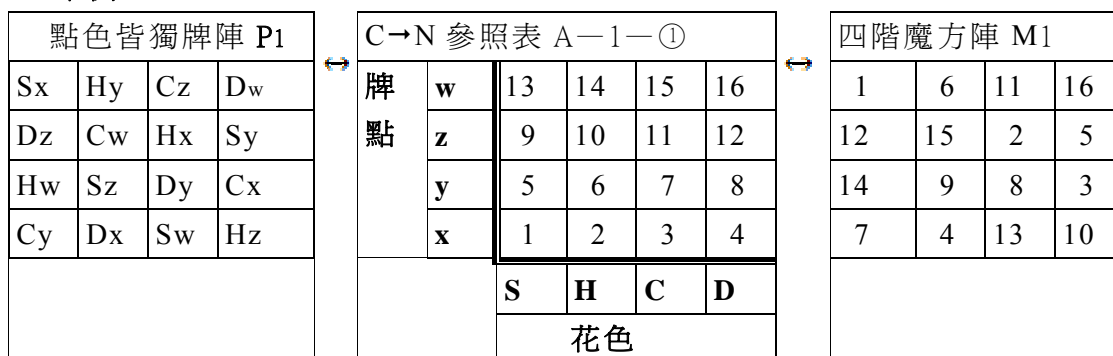 點色皆獨牌陣 P1 ↔ C→N 參照表 A－1－① ↔ 四階魔方陣 M1
Sx Hy Cz Dw 牌 w 13 14 15 16 1 6 11 16
Dz Cw Hx Sy 點 z 9 10 11 12 12 15 2 5
Hw Sz Dy Cx y 5 6 7 8 14 9 8 3
Cy Dx Sw Hz x 1 2 3 4 7 4 13 10
S H C D
花色